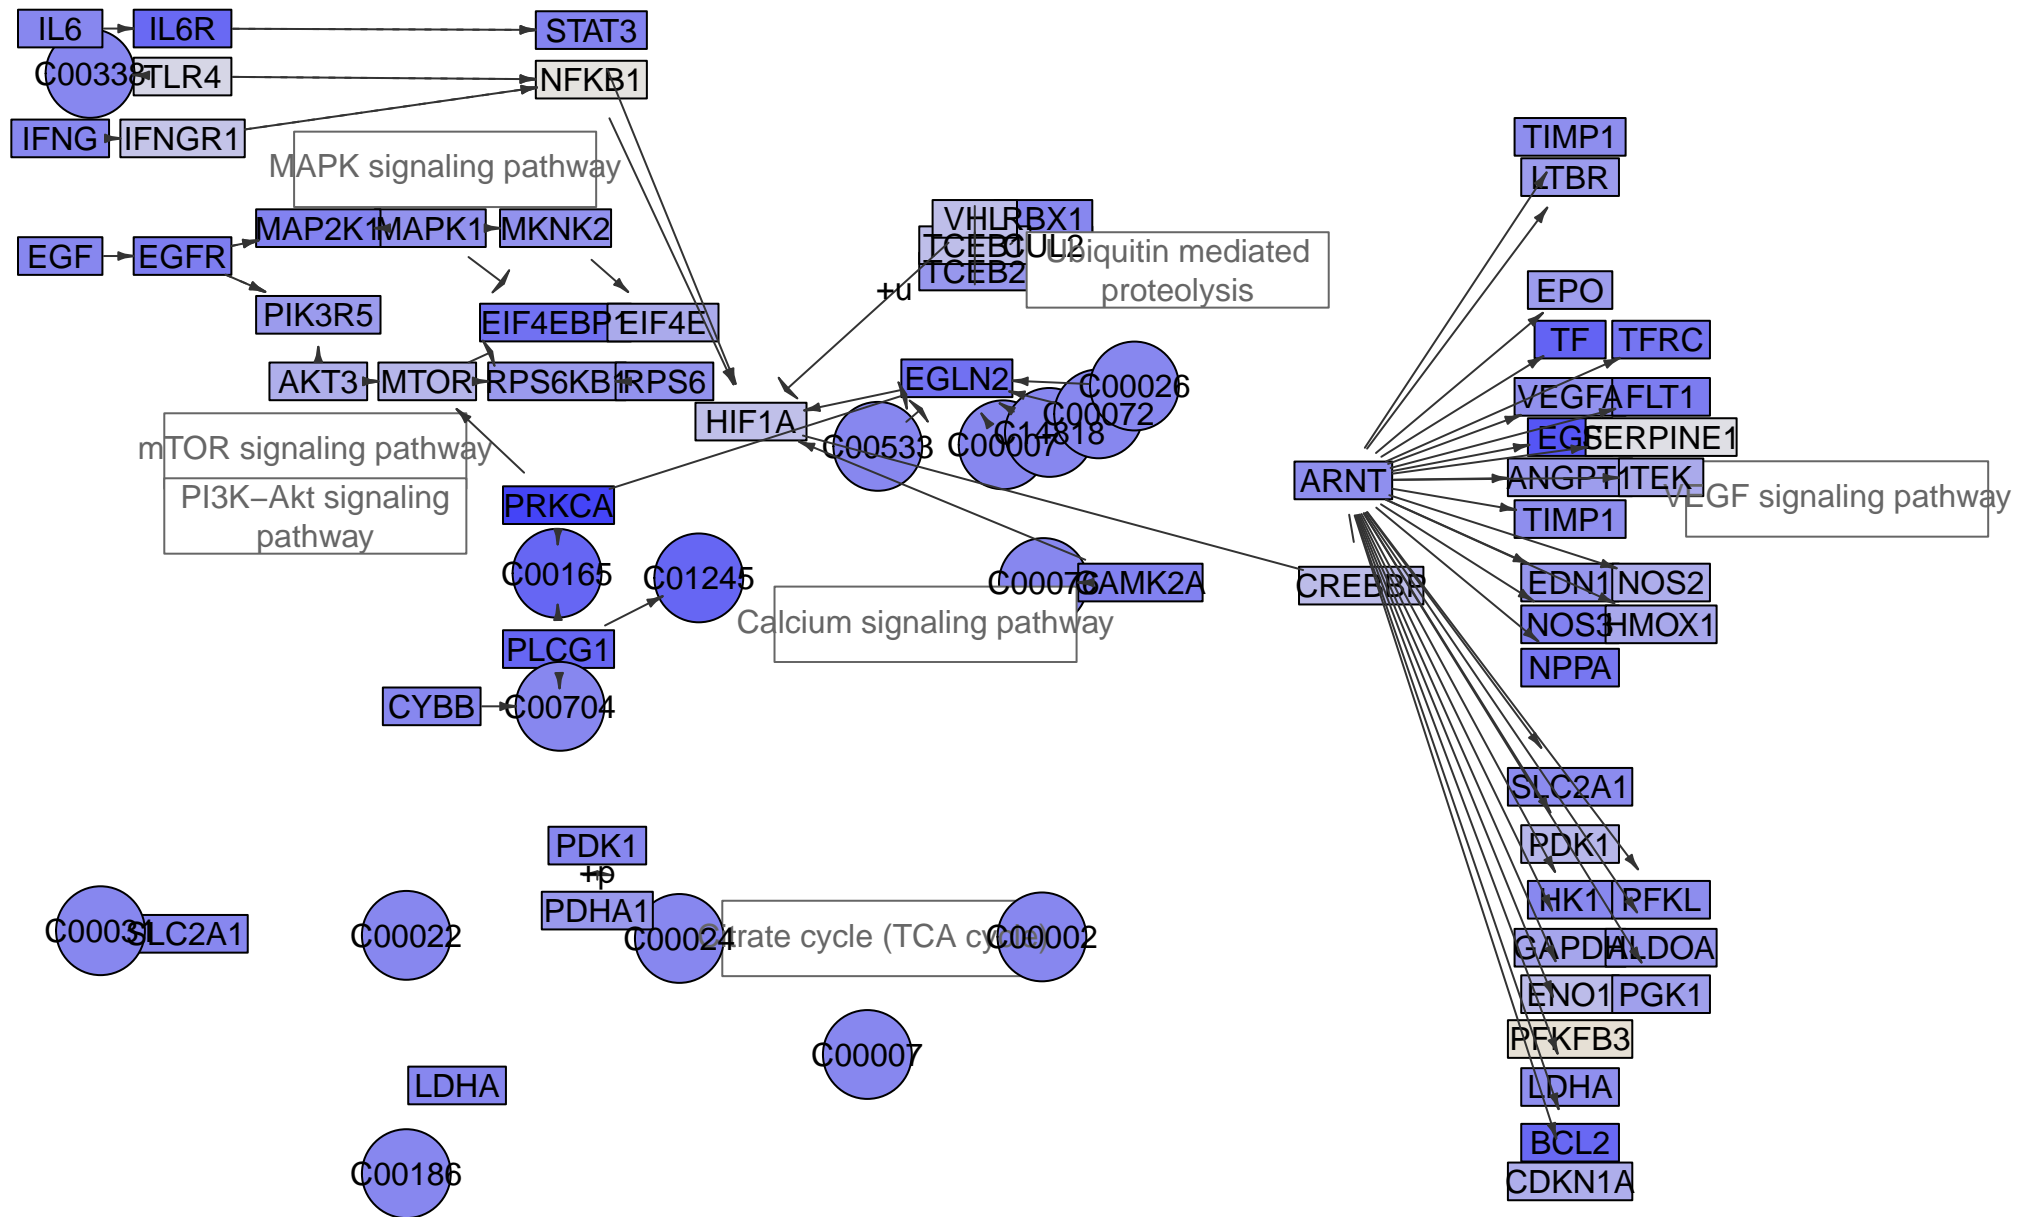 IL6
IL6R
STAT3
C00338
TLR4
NFKB1
IFNG
IFNGR1
TIMP1
MAPK signaling pathway
LTBR
MAP2K1
MAPK1
MKNK2
VHL
RBX1
EGF
EGFR
TCEB1
CUL2
Ubiquitin mediated
proteolysis
TCEB2
+u
EPO
PIK3R5
EIF4EBP1
EIF4E
TF
TFRC
AKT3
MTOR
RPS6KB1
RPS6
EGLN2
C00026
HIF1A
C00072
C14818
C00007
C00533
VEGFA
FLT1
EGF
SERPINE1
mTOR signaling pathway
PI3K–Akt signaling
pathway
PRKCA
ARNT
ANGPT1
TEK
VEGF signaling pathway
TIMP1
C00165
C01245
C00076
CAMK2A
CREBBP
EDN1
NOS2
Calcium signaling pathway
NOS3
HMOX1
PLCG1
NPPA
CYBB
C00704
SLC2A1
PDK1
+p
PDHA1
PDK1
HK1
PFKL
C00031
SLC2A1
C00022
C00024
Citrate cycle (TCA cycle)
C00002
GAPDH
ALDOA
ENO1
PGK1
PFKFB3
C00007
LDHA
LDHA
BCL2
C00186
CDKN1A